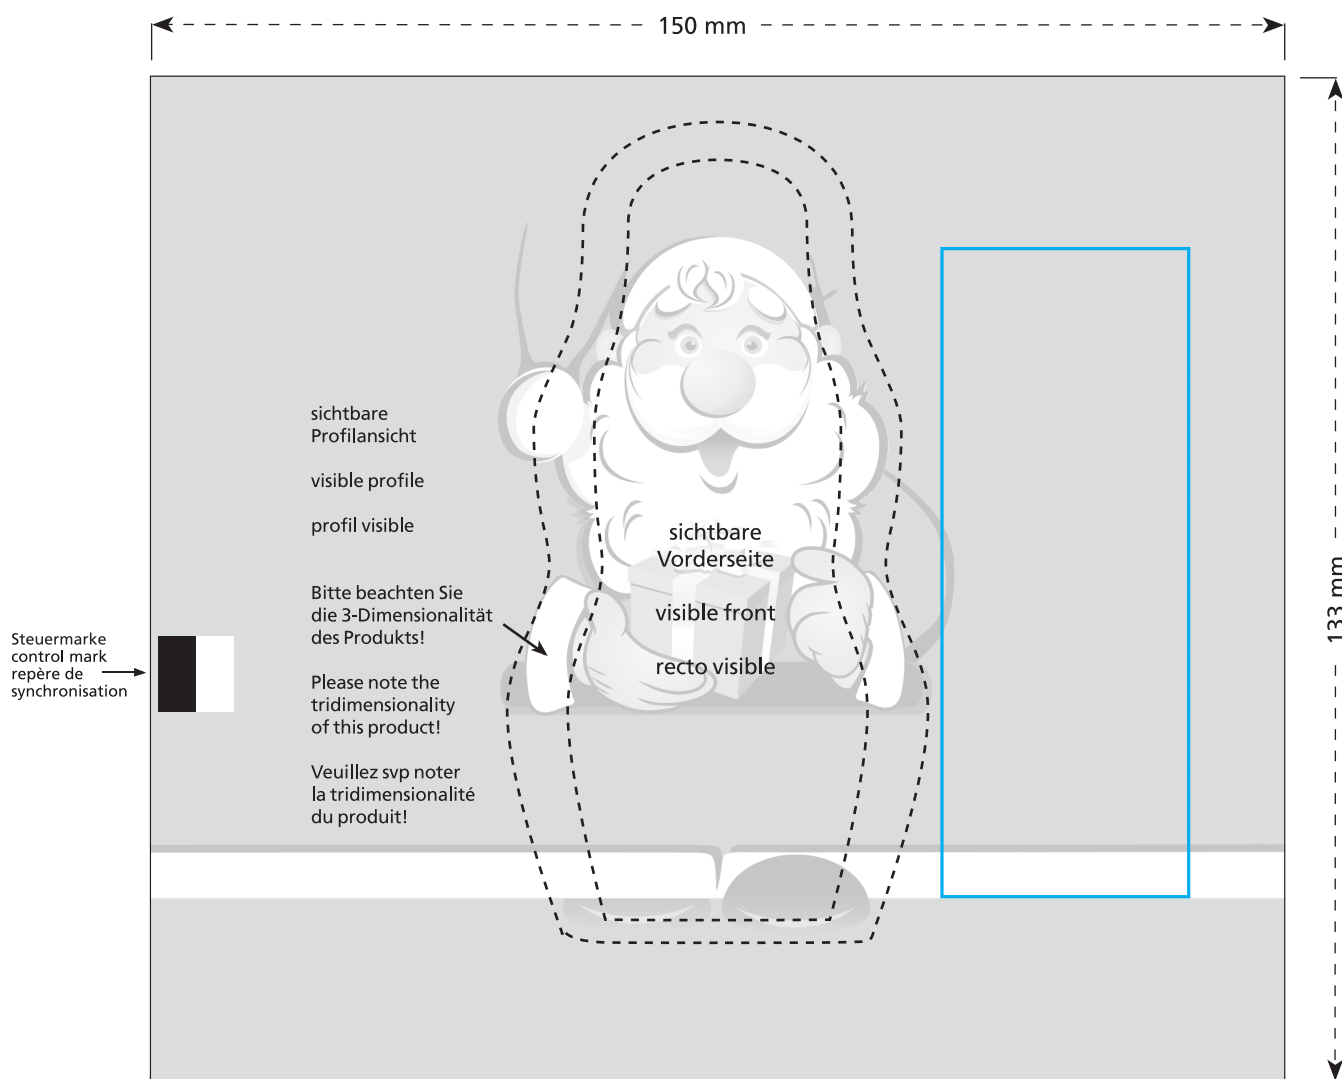 150 mm
133 mm
sichtbare
Profilansicht
visible profile
profil visible
Bitte beachten Sie
die 3-Dimensionalität
des Produkts!
Please note the
tridimensionality
of this product!
Veuillez svp noter
la tridimensionalité
du produit!
Steuermarke
control mark
repère de
synchronisation
sichtbare
Vorderseite
visible front
recto visible